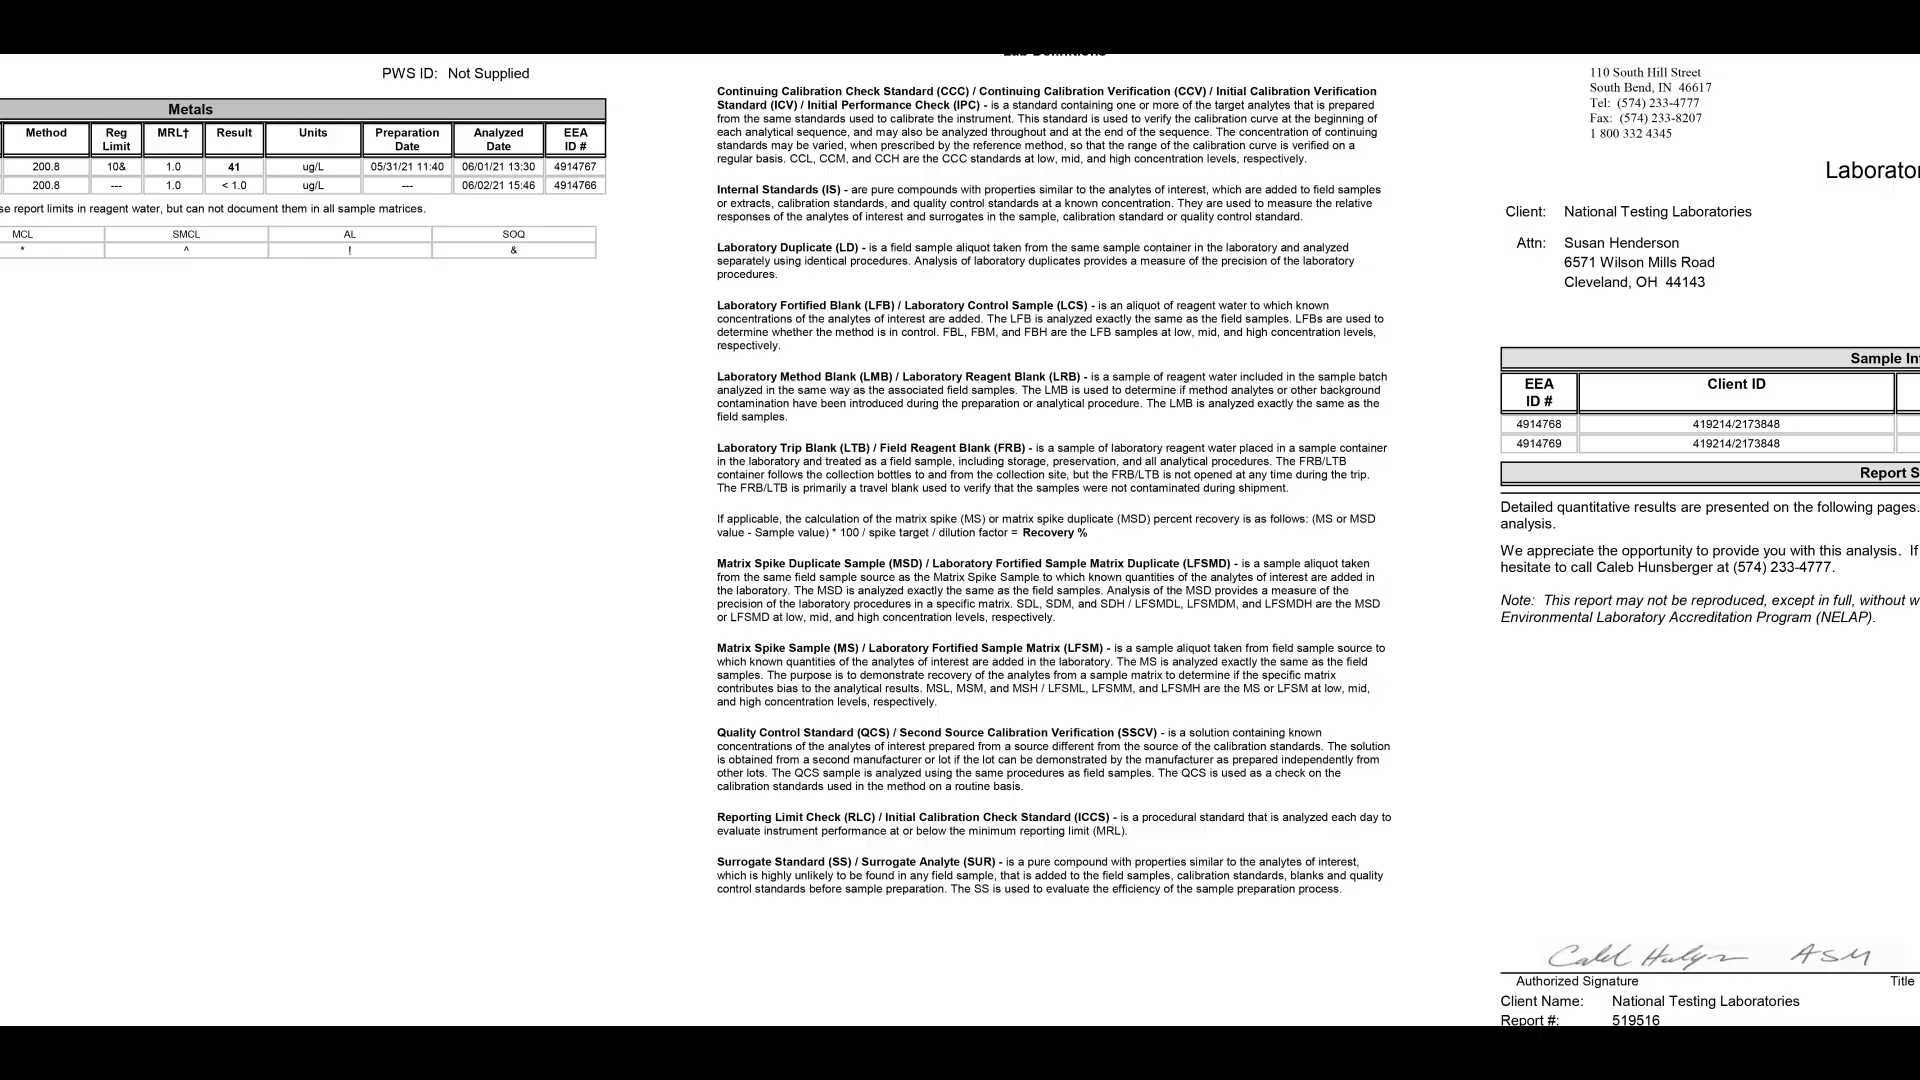 PWS ID: Not Supplied
Metals
Method Reg Limit MRL† Result Units Preparation Date Analyzed Date EEA ID #
200.8 10& 1.0 41 ug/L 05/31/21 11:40 06/01/21 13:30 4914767
200.8 --- 1.0 < 1.0 ug/L --- 06/02/21 15:46 4914766
se report limits in reagent water, but can not document them in all sample matrices.
MCL SMCL AL SOQ
* ^ ! &
Lab Definitions
Continuing Calibration Check Standard (CCC) / Continuing Calibration Verification (CCV) / Initial Calibration Verification
Standard (ICV) / Initial Performance Check (IPC) - is a standard containing one or more of the target analytes that is prepared
from the same standards used to calibrate the instrument. This standard is used to verify the calibration curve at the beginning of
each analytical sequence, and may also be analyzed throughout and at the end of the sequence. The concentration of continuing
standards may be varied, when prescribed by the reference method, so that the range of the calibration curve is verified on a
regular basis. CCL, CCM, and CCH are the CCC standards at low, mid, and high concentration levels, respectively.
Internal Standards (IS) - are pure compounds with properties similar to the analytes of interest, which are added to field samples
or extracts, calibration standards, and quality control standards at a known concentration. They are used to measure the relative
responses of the analytes of interest and surrogates in the sample, calibration standard or quality control standard.
Laboratory Duplicate (LD) - is a field sample aliquot taken from the same sample container in the laboratory and analyzed
separately using identical procedures. Analysis of laboratory duplicates provides a measure of the precision of the laboratory
procedures.
Laboratory Fortified Blank (LFB) / Laboratory Control Sample (LCS) - is an aliquot of reagent water to which known
concentrations of the analytes of interest are added. The LFB is analyzed exactly the same as the field samples. LFBs are used to
determine whether the method is in control. FBL, FBM, and FBH are the LFB samples at low, mid, and high concentration levels,
respectively.
Laboratory Method Blank (LMB) / Laboratory Reagent Blank (LRB) - is a sample of reagent water included in the sample batch
analyzed in the same way as the associated field samples. The LMB is used to determine if method analytes or other background
contamination have been introduced during the preparation or analytical procedure. The LMB is analyzed exactly the same as the
field samples.
Laboratory Trip Blank (LTB) / Field Reagent Blank (FRB) - is a sample of laboratory reagent water placed in a sample container
in the laboratory and treated as a field sample, including storage, preservation, and all analytical procedures. The FRB/LTB
container follows the collection bottles to and from the collection site, but the FRB/LTB is not opened at any time during the trip.
The FRB/LTB is primarily a travel blank used to verify that the samples were not contaminated during shipment.
If applicable, the calculation of the matrix spike (MS) or matrix spike duplicate (MSD) percent recovery is as follows: (MS or MSD
value - Sample value) * 100 / spike target / dilution factor = Recovery %
Matrix Spike Duplicate Sample (MSD) / Laboratory Fortified Sample Matrix Duplicate (LFSMD) - is a sample aliquot taken
from the same field sample source as the Matrix Spike Sample to which known quantities of the analytes of interest are added in
the laboratory. The MSD is analyzed exactly the same as the field samples. Analysis of the MSD provides a measure of the
precision of the laboratory procedures in a specific matrix. SDL, SDM, and SDH / LFSMDL, LFSMDM, and LFSMDH are the MSD
or LFSMD at low, mid, and high concentration levels, respectively.
Matrix Spike Sample (MS) / Laboratory Fortified Sample Matrix (LFSM) - is a sample aliquot taken from field sample source to
which known quantities of the analytes of interest are added in the laboratory. The MS is analyzed exactly the same as the field
samples. The purpose is to demonstrate recovery of the analytes from a sample matrix to determine if the specific matrix
contributes bias to the analytical results. MSL, MSM, and MSH / LFSML, LFSMM, and LFSMH are the MS or LFSM at low, mid,
and high concentration levels, respectively.
Quality Control Standard (QCS) / Second Source Calibration Verification (SSCV) - is a solution containing known
concentrations of the analytes of interest prepared from a source different from the source of the calibration standards. The solution
is obtained from a second manufacturer or lot if the lot can be demonstrated by the manufacturer as prepared independently from
other lots. The QCS sample is analyzed using the same procedures as field samples. The QCS is used as a check on the
calibration standards used in the method on a routine basis.
Reporting Limit Check (RLC) / Initial Calibration Check Standard (ICCS) - is a procedural standard that is analyzed each day to
evaluate instrument performance at or below the minimum reporting limit (MRL).
Surrogate Standard (SS) / Surrogate Analyte (SUR) - is a pure compound with properties similar to the analytes of interest,
which is highly unlikely to be found in any field sample, that is added to the field samples, calibration standards, blanks and quality
control standards before sample preparation. The SS is used to evaluate the efficiency of the sample preparation process.
110 South Hill Street
South Bend, IN 46617
Tel: (574) 233-4777
Fax: (574) 233-8207
1 800 332 4345
Laborator
Client: National Testing Laboratories
Attn: Susan Henderson
6571 Wilson Mills Road
Cleveland, OH 44143
Sample In
EEA ID # Client ID
4914768 419214/2173848
4914769 419214/2173848
Report S
Detailed quantitative results are presented on the following pages.
analysis.
We appreciate the opportunity to provide you with this analysis. If
hesitate to call Caleb Hunsberger at (574) 233-4777.
Note: This report may not be reproduced, except in full, without w
Environmental Laboratory Accreditation Program (NELAP).
ASM
Authorized Signature Title
Client Name: National Testing Laboratories
Report #: 519516